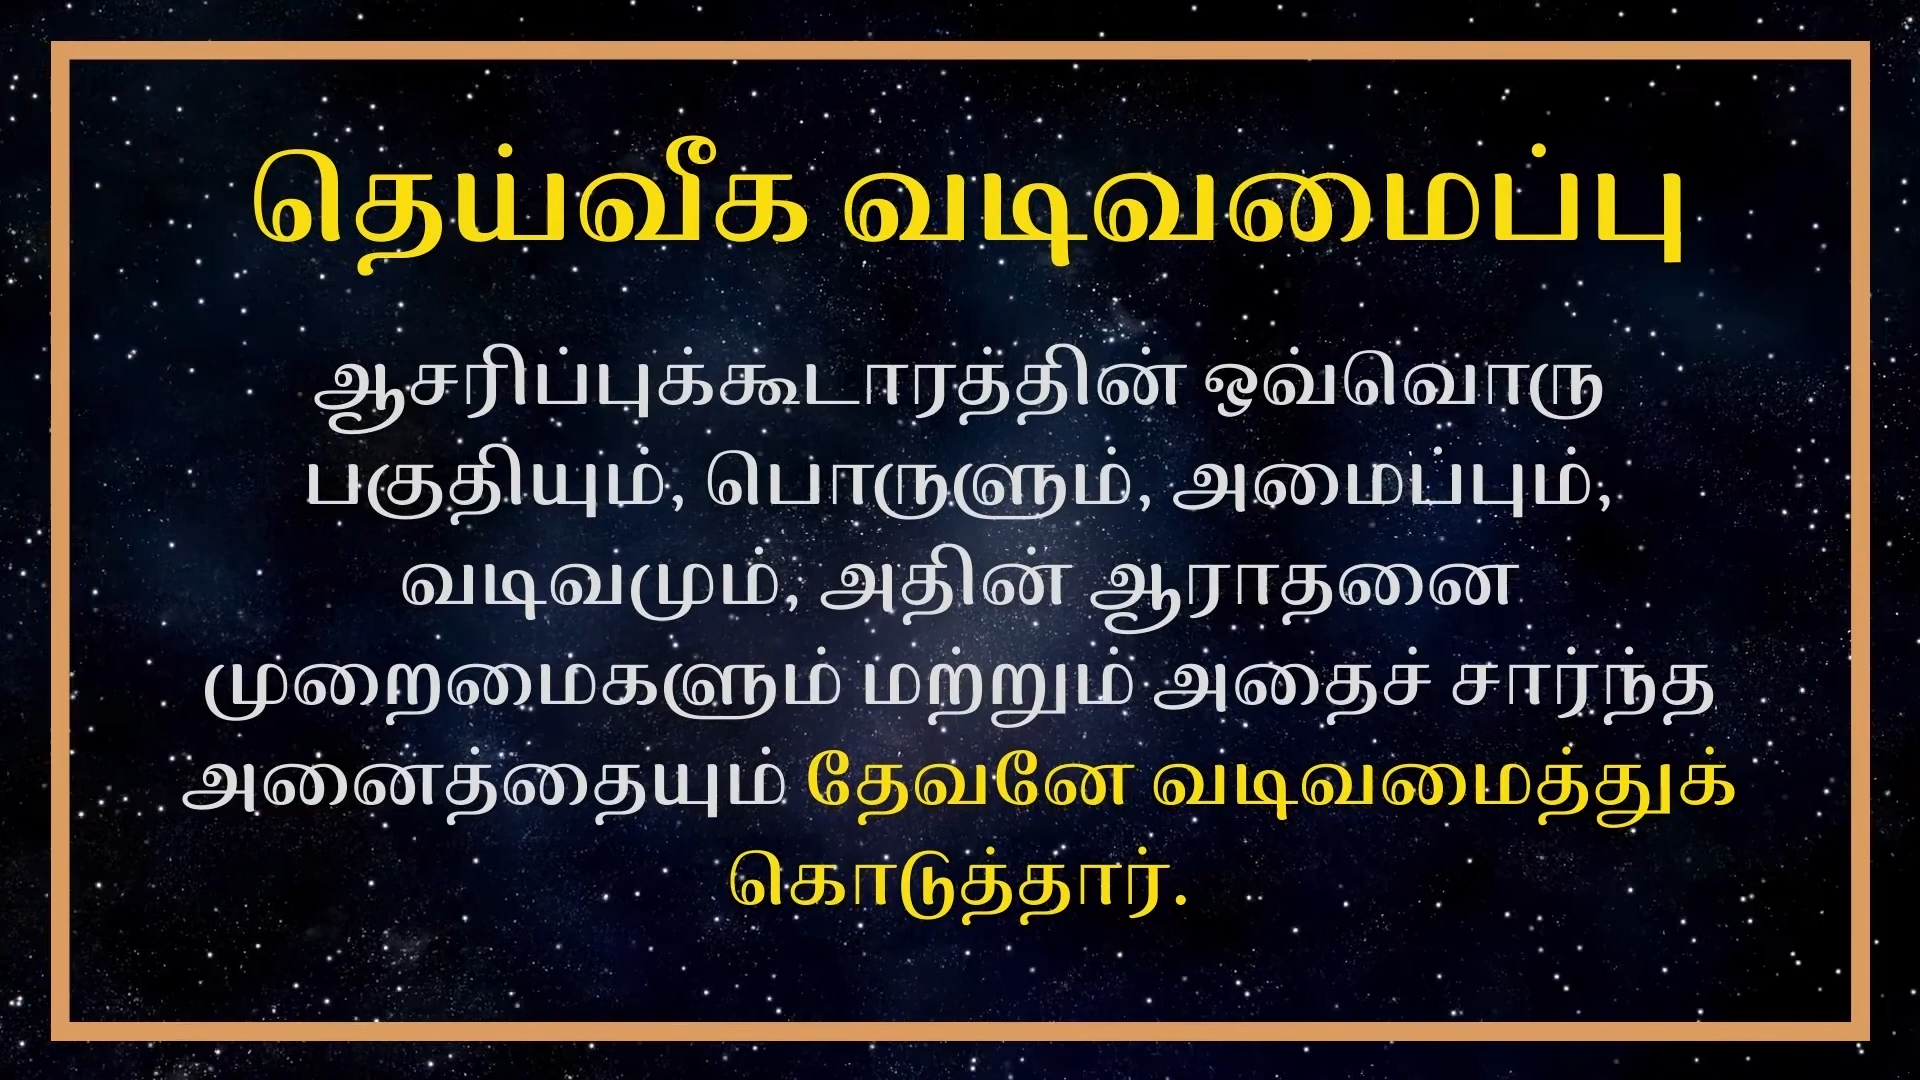 தெய்வீக வடிவமைப்பு
ஆசரிப்புக்கூடாரத்தின் ஒவ்வொரு
பகுதியும், பொருளும், அமைப்பும்,
வடிவமும், அதின் ஆராதனை
முறைமைகளும் மற்றும் அதைச் சார்ந்த
அனைத்தையும் தேவனே வடிவமைத்துக்
கொடுத்தார்.